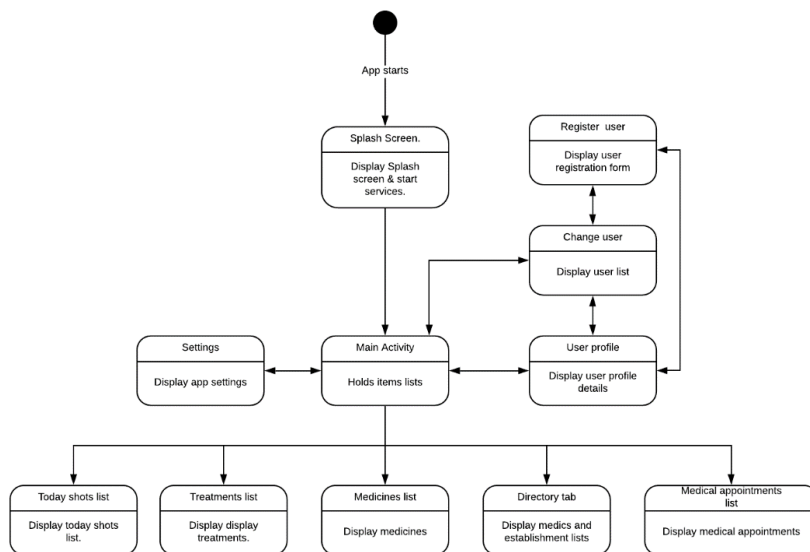 App starts
Splash Screen.
Display Splash
screen & start
services.
Register user
Display user
registration form
Change user
Display user list
Settings
Display app settings
Main Activity
Holds items lists
User profile
Display user profile
details
Today shots list
Display today shots
list.
Treatments list
Display display
treatments.
Medicines list
Display medicines
Directory tab
Display medics and
establishment lists
Medical appointments
list
Display medical appointments